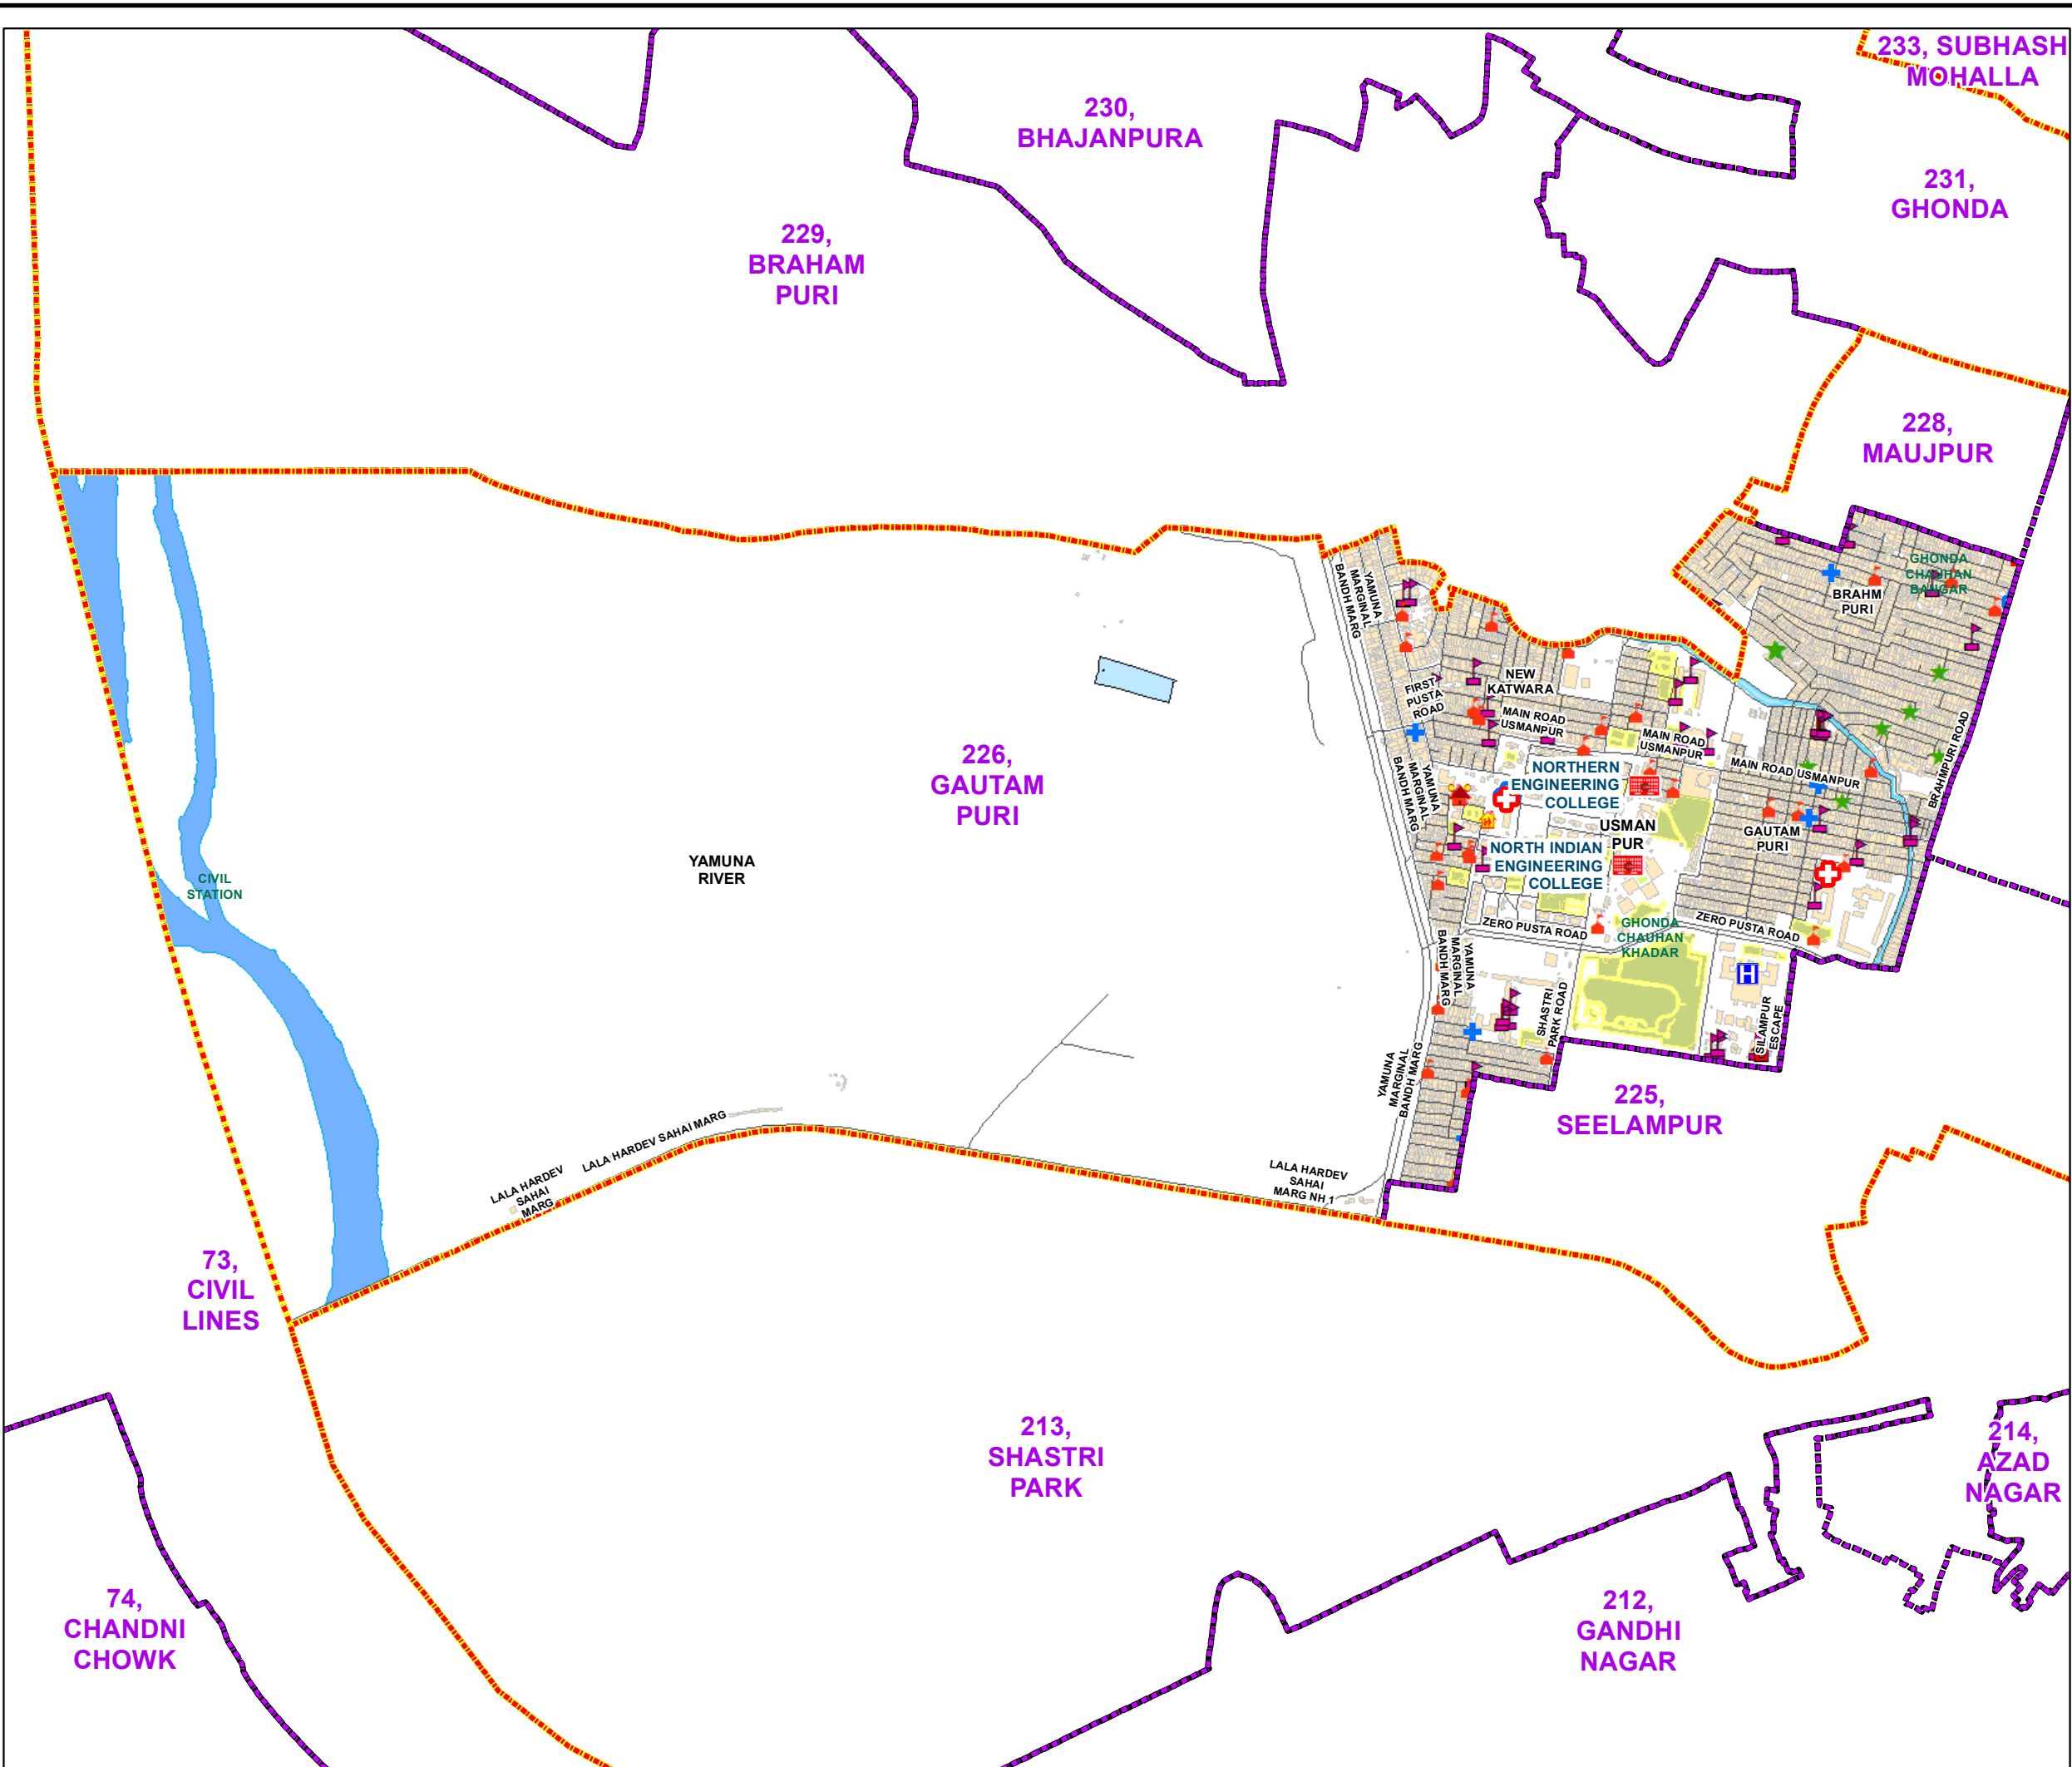 233, SUBHASH
MOHALLA
230,
BHAJANPURA
231,
GHONDA
229,
BRAHAM
PURI
228,
MAUJPUR
GHONDA
CHAUHAN
BANGAR
BRAHM
PURI
YAMUNA
MARGINAL
BANDH MARG
NEW
KATWARA
FIRST
PUSTA
ROAD
MAIN ROAD
USMANPUR
MAIN ROAD
USMANPUR
MAIN ROAD USMANPUR
BRAHMPURI ROAD
226,
GAUTAM
PURI
YAMUNA
MARGINAL
BANDH MARG
NORTHERN
ENGINEERING
COLLEGE
USMAN
PUR
GAUTAM
PURI
NORTH INDIAN
ENGINEERING
COLLEGE
YAMUNA
RIVER
CIVIL
STATION
ZERO PUSTA ROAD
ZERO PUSTA ROAD
GHONDA
CHAUHAN
KHADAR
YAMUNA
MARGINAL
BANDH MARG
SHASTRI
PARK ROAD
SILAMPUR
ESCAPE
YAMUNA
MARGINAL
BANDH MARG
225,
SEELAMPUR
LALA HARDEV SAHAI MARG
LALA HARDEV
SAHAI
MARG
LALA HARDEV
SAHAI
MARG NH 1
73,
CIVIL
LINES
213,
SHASTRI
PARK
214,
AZAD
NAGAR
74,
CHANDNI
CHOWK
212,
GANDHI
NAGAR
H